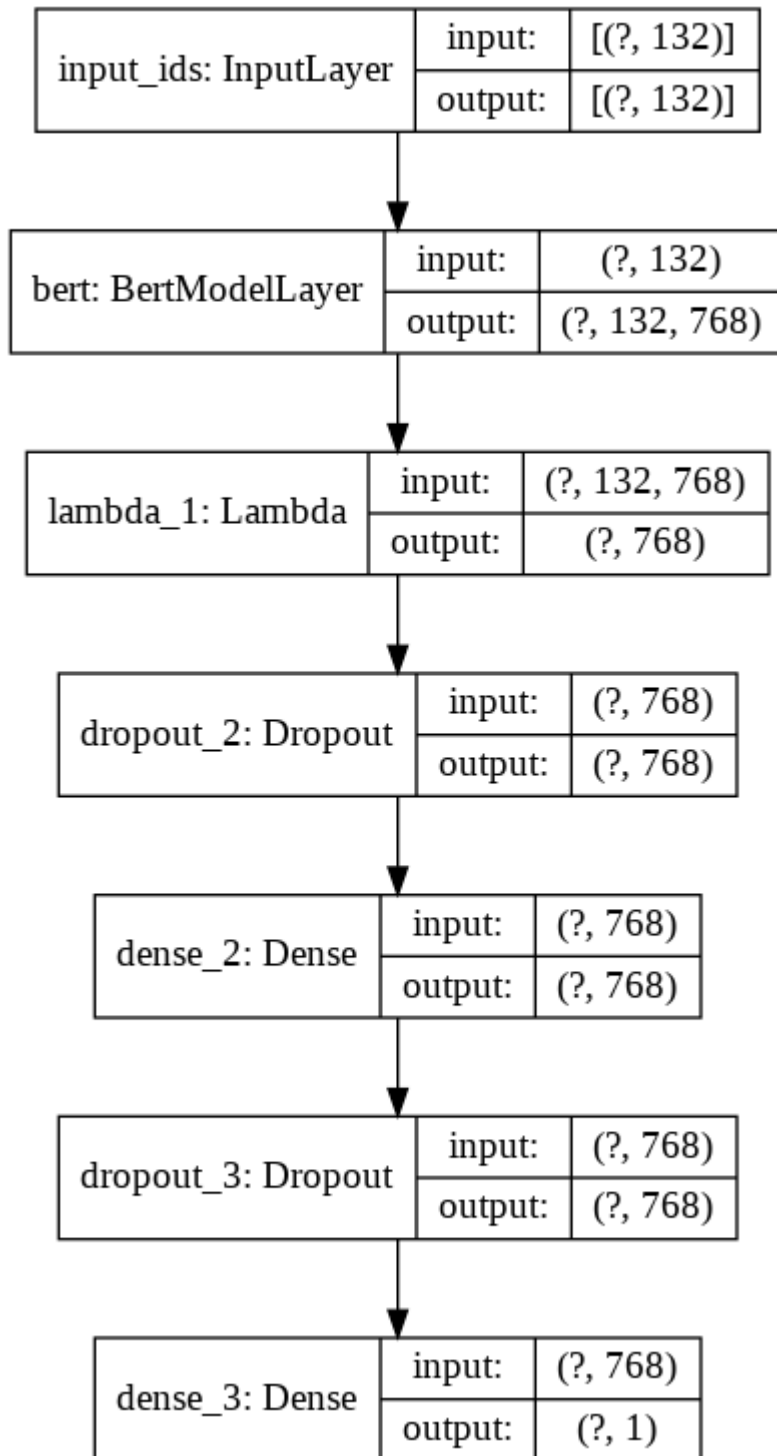 input_ids: InputLayer
input: [(?, 132)]
output: [(?, 132)]
bert: BertModelLayer
input: (?, 132)
output: (?, 132, 768)
lambda_1: Lambda
input: (?, 132, 768)
output: (?, 768)
dropout_2: Dropout
input: (?, 768)
output: (?, 768)
dense_2: Dense
input: (?, 768)
output: (?, 768)
dropout_3: Dropout
input: (?, 768)
output: (?, 768)
dense_3: Dense
input: (?, 768)
output: (?, 1)